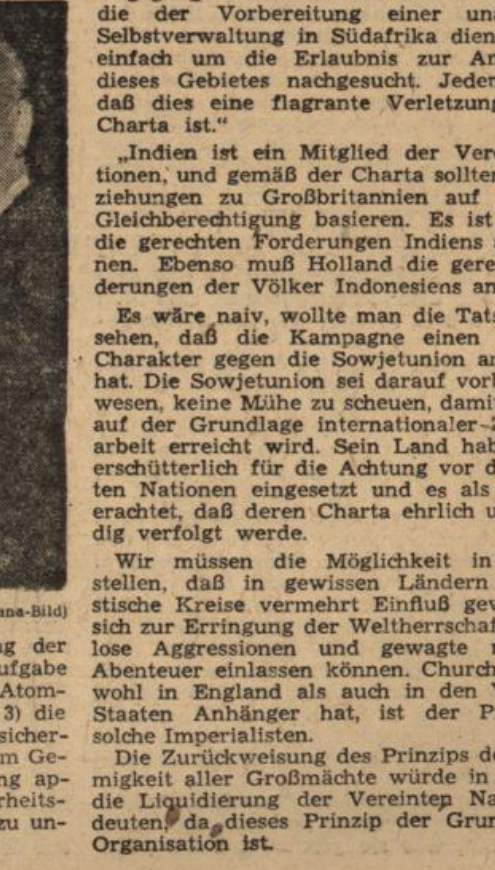 ana-Bild)
ng der
ufgabe
Atom-
3) die
sicher-
m Ge-
ng ap-
rheits-
zu un-
die der Vorbereitung einer un
Selbstverwaltung in Südafrika dien
einfach um die Erlaubnis zur An
dieses Gebietes nachgesucht. Jeder
daß dies eine flagrante Verletzung
Charta ist.“
„Indien ist ein Mitglied der Vere
tionen, und gemäß der Charta sollten
ziehungen zu Großbritannien auf
Gleichberechtigung basieren. Es ist
die gerechten Forderungen Indiens
nen. Ebenso muß Holland die gere
derungen der Völker Indonesiens an
Es wäre naiv, wollte man die Tats
sehen, daß die Kampagne einen
Charakter gegen die Sowjetunion an
hat. Die Sowjetunion sei darauf vor
wesen, keine Mühe zu scheuen, damit
auf der Grundlage internationaler
arbeit erreicht wird. Sein Land hab
erschütterlich für die Achtung vor d
ten Nationen eingesetzt und es als
erachtet, daß deren Charta ehrlich u
dig verfolgt werde.
Wir müssen die Möglichkeit in
stellen, daß in gewissen Ländern
stische Kreise vermehrt Einfluß gew
sich zur Erringung der Weltherrschaf
lose Aggressionen und gewagte
Abenteuer einlassen können. Church
wohl in England als auch in den V
Staaten Anhänger hat, ist der P
solche Imperialisten.
Die Zurückweisung des Prinzips de
migkeit aller Großmächte würde in
die Liquidierung der Vereinten Na
deuten, da dieses Prinzip der Grun
Organisation ist.